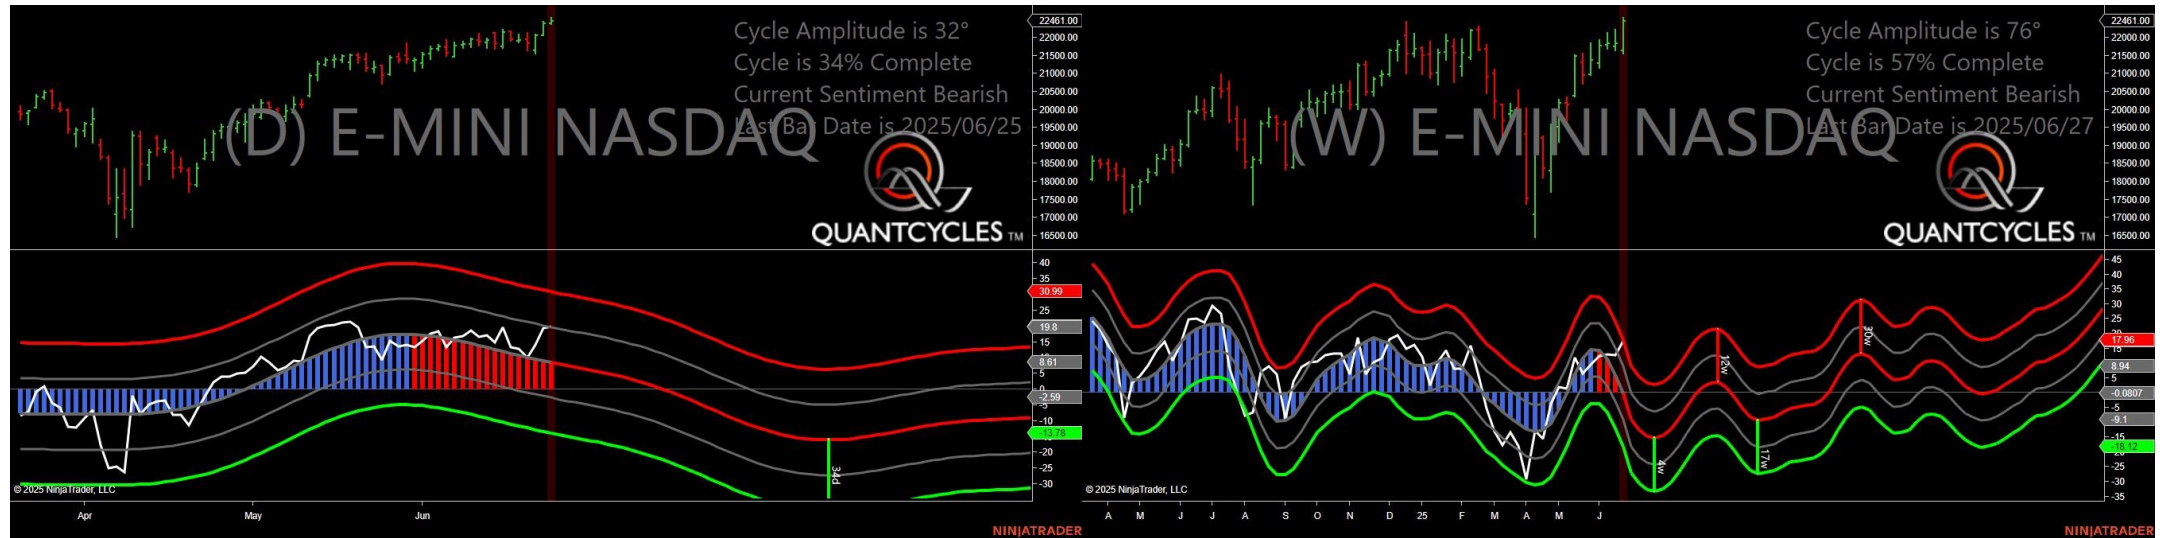 Cycle Amplitude is 32°
Cycle is 34% Complete
Current Sentiment Bearish
Last Bar Date is 2025/06/25
(D) E-MINI NASDAQ
QUANTCYCLES TM
22461.00
22000.00
21500.00
21000.00
20500.00
20000.00
19500.00
19000.00
18500.00
18000.00
17500.00
17000.00
16500.00
40
35
30.99
25
19.8
15
10
8.61
5
0
-2.59
-5
-10
-13.78
-20
-25
-30
34d
© 2025 NinjaTrader, LLC
Apr May Jun
NINJATRADER
Cycle Amplitude is 76°
Cycle is 57% Complete
Current Sentiment Bearish
Last Bar Date is 2025/06/27
(W) E-MINI NASDAQ
QUANTCYCLES TM
22461.00
22000.00
21500.00
21000.00
20500.00
20000.00
19500.00
19000.00
18500.00
18000.00
17500.00
17000.00
16500.00
45
40
35
30
25
20
17.96
15
8.94
5
-0.0807
-5
-9.1
-15
-18.12
-25
-30
-35
4w
12w
17w
30w
© 2025 NinjaTrader, LLC
A M J J A S O N D 25 F M A M J
NINJATRADER